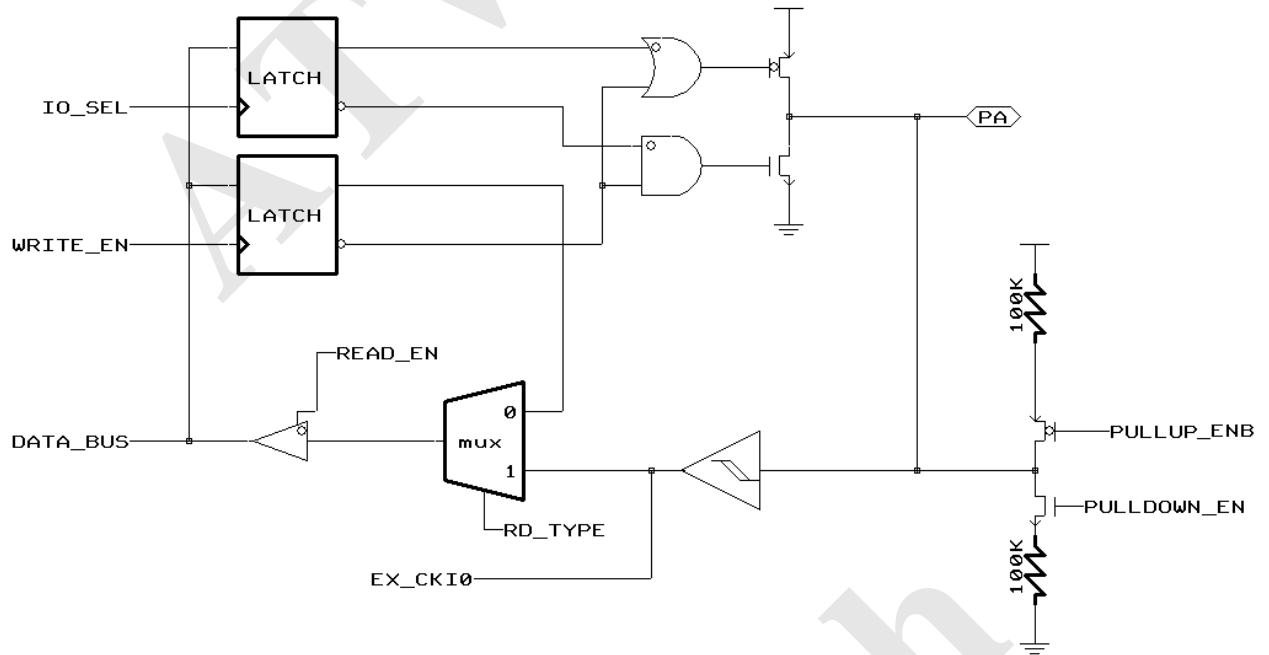 LATCH
IO_SEL
PA
LATCH
WRITE_EN
100K
READ_EN
0
DATA_BUS
mux
PULLUP_ENB
1
PULLDOWN_EN
RD_TYPE
100K
EX_CKI0